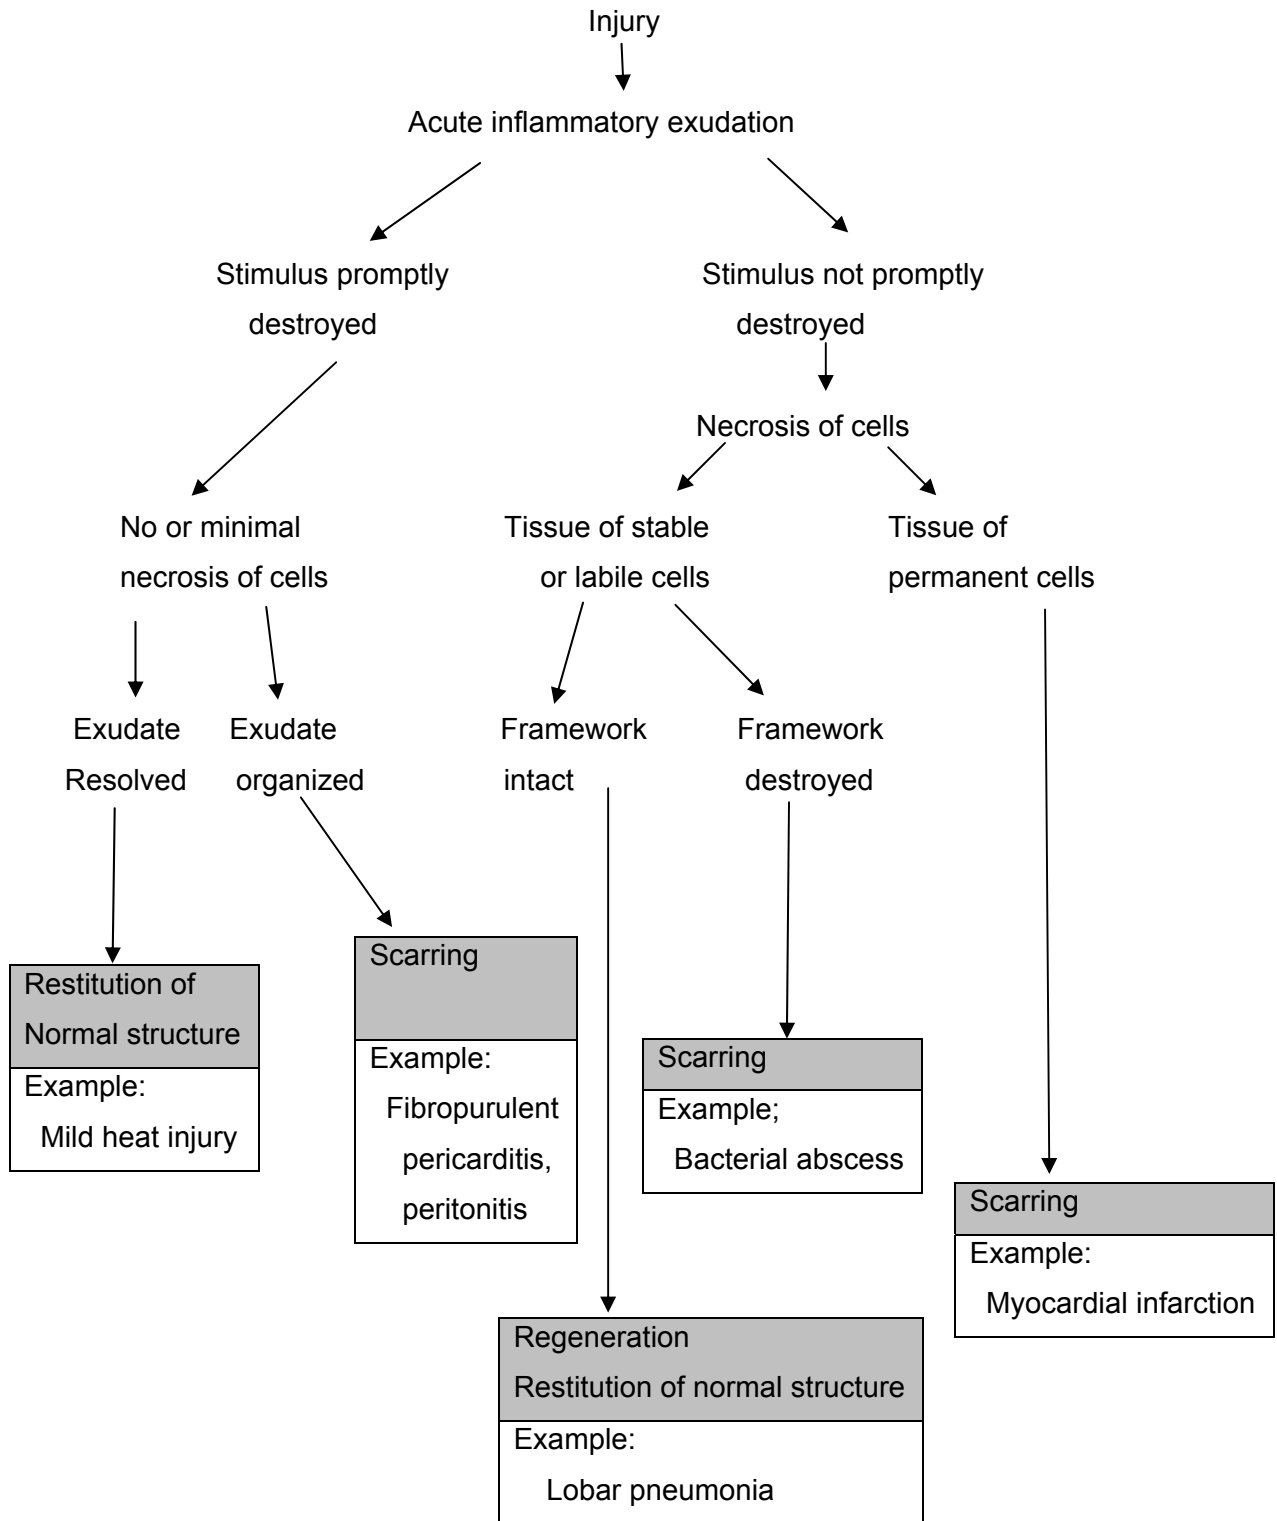 Injury
Acute inflammatory exudation
Stimulus promptly
destroyed
Stimulus not promptly
destroyed
Necrosis of cells
No or minimal
necrosis of cells
Tissue of stable
or labile cells
Tissue of
permanent cells
Exudate
Resolved
Exudate
organized
Framework
intact
Framework
destroyed
Restitution of
Normal structure
Example:
Mild heat injury
Scarring
Example:
Fibropurulent
pericarditis,
peritonitis
Scarring
Example;
Bacterial abscess
Scarring
Example:
Myocardial infarction
Regeneration
Restitution of normal structure
Example:
Lobar pneumonia